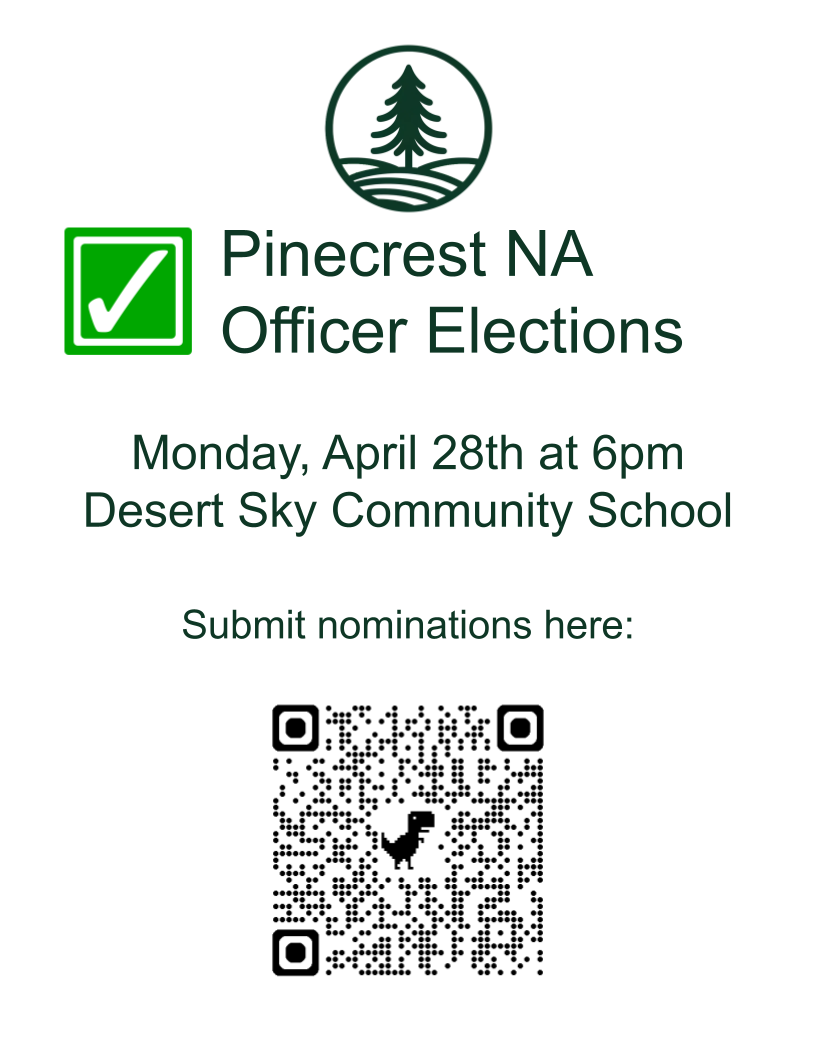 Pinecrest NA
Officer Elections
Monday, April 28th at 6pm
Desert Sky Community School
Submit nominations here: